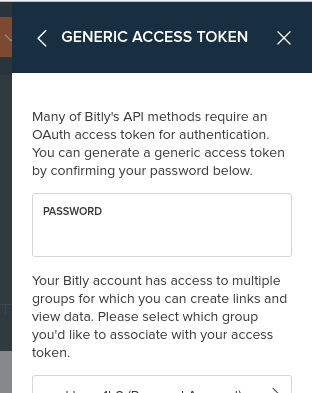 GENERIC ACCESS TOKEN
Many of Bitly's API methods require an
OAuth access token for authentication.
You can generate a generic access token
by confirming your password below.
PASSWORD
Your Bitly account has access to multiple
groups for which you can create links and
view data. Please select which group
you'd like to associate with your access
token.